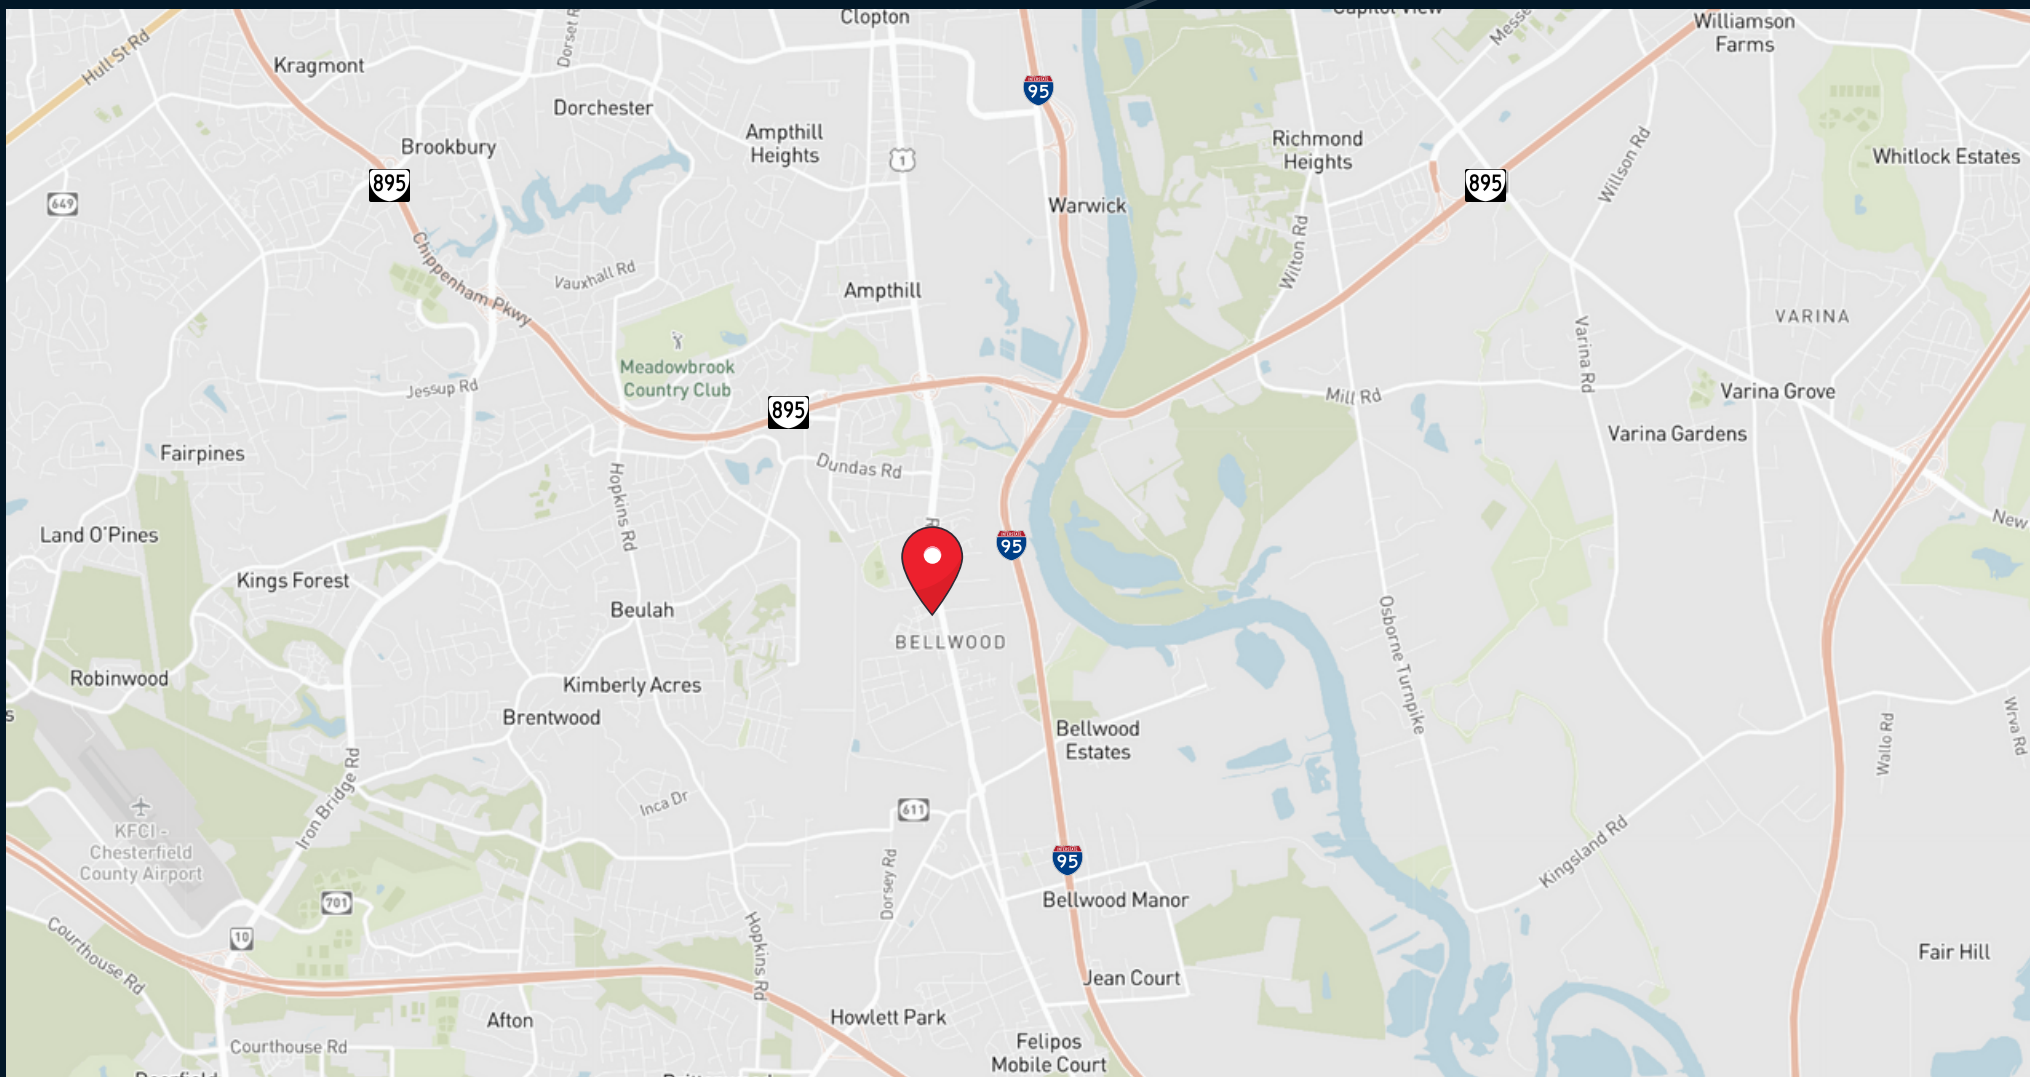 Clopton
Williamson
Farms
Hull St Rd
Kragmont
Dorchester
INTERSTATE
95
Ampthill
Heights
Brookbury
1
Richmond
Heights
Willson Rd
Whitlock Estates
895
895
649
Warwick
Chippenham Pkwy
Vauxhall Rd
Wilton Rd
Ampthill
VARINA
Varina Rd
Meadowbrook
Country Club
Jessup Rd
Mill Rd
Varina Grove
895
Varina Gardens
Fairpines
Dundas Rd
Hopkins Rd
New
Land O'Pines
INTERSTATE
95
Kings Forest
Beulah
BELLWOOD
Osborne Turnpike
Robinwood
Kimberly Acres
Brentwood
s
Bellwood
Estates
Wallo Rd
Wrva Rd
Iron Bridge Rd
Inca Dr
611
KFCI -
Chesterfield
County Airport
Kingsland Rd
INTERSTATE
95
Dorsey Rd
701
Bellwood Manor
10
Courthouse Rd
Hopkins Rd
Fair Hill
Jean Court
Afton
Howlett Park
Courthouse Rd
Felipos
Mobile Court